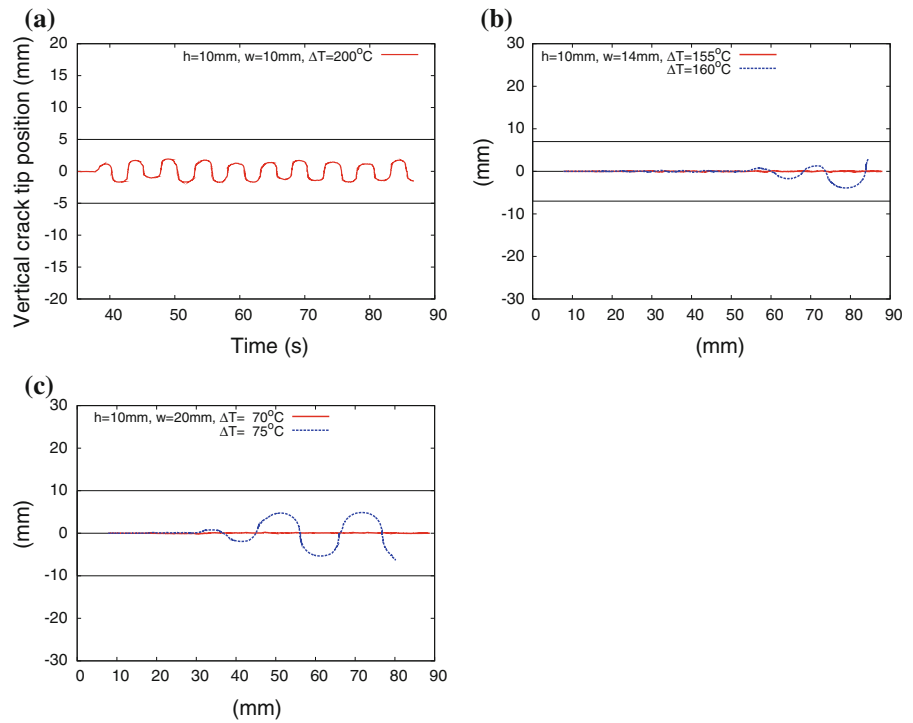 (a)
Vertical crack tip position (mm)
20
15
10
5
0
-5
-10
-15
-20
h=10mm, w=10mm, ΔT=200°C
40 50 60 70 80 90
Time (s)
(b)
(mm)
30
20
10
0
-10
-20
-30
h=10mm, w=14mm, ΔT=155°C
ΔT=160°C
0 10 20 30 40 50 60 70 80 90
(mm)
(c)
(mm)
30
20
10
0
-10
-20
-30
h=10mm, w=20mm, ΔT= 70°C
ΔT= 75°C
0 10 20 30 40 50 60 70 80 90
(mm)